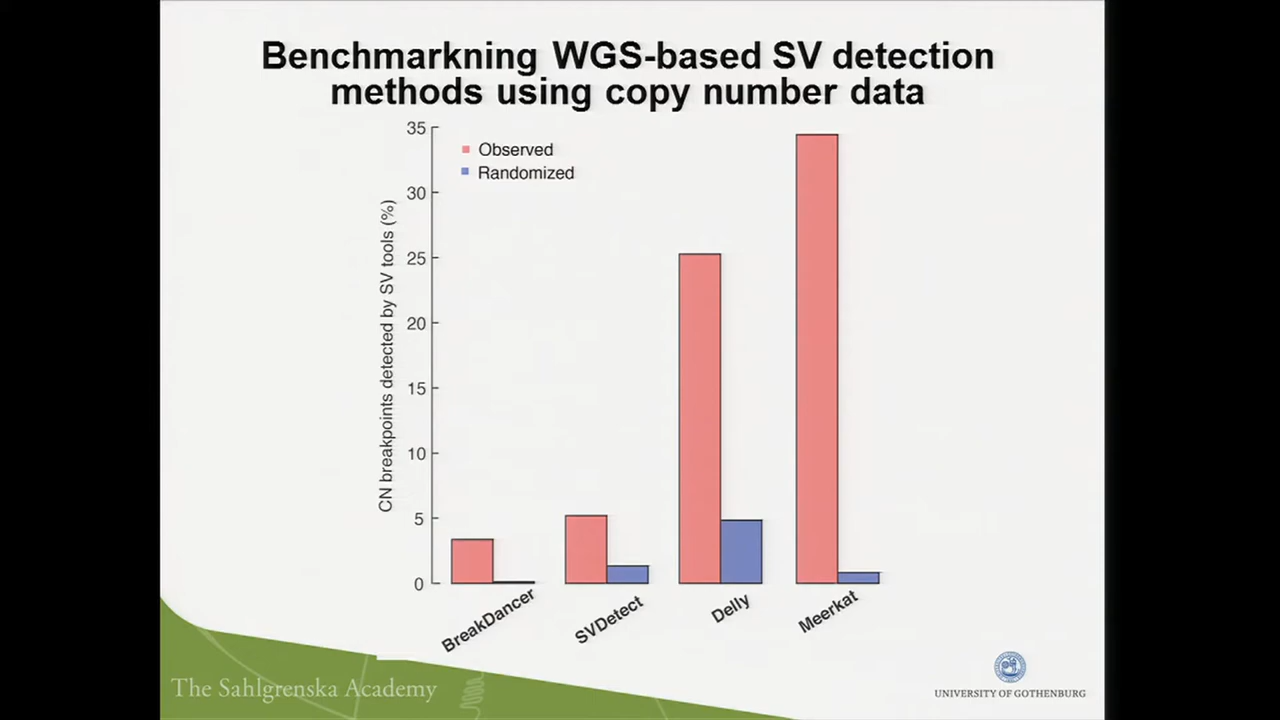 Benchmarkning WGS-based SV detection
methods using copy number data
35
30
25
20
15
10
5
0
CN breakpoints detected by SV tools (%)
Observed
Randomized
BreakDancer
SVDetect
Delly
Meerkat
The Sahlgrenska Academy
UNIVERSITY OF GOTHENBURG